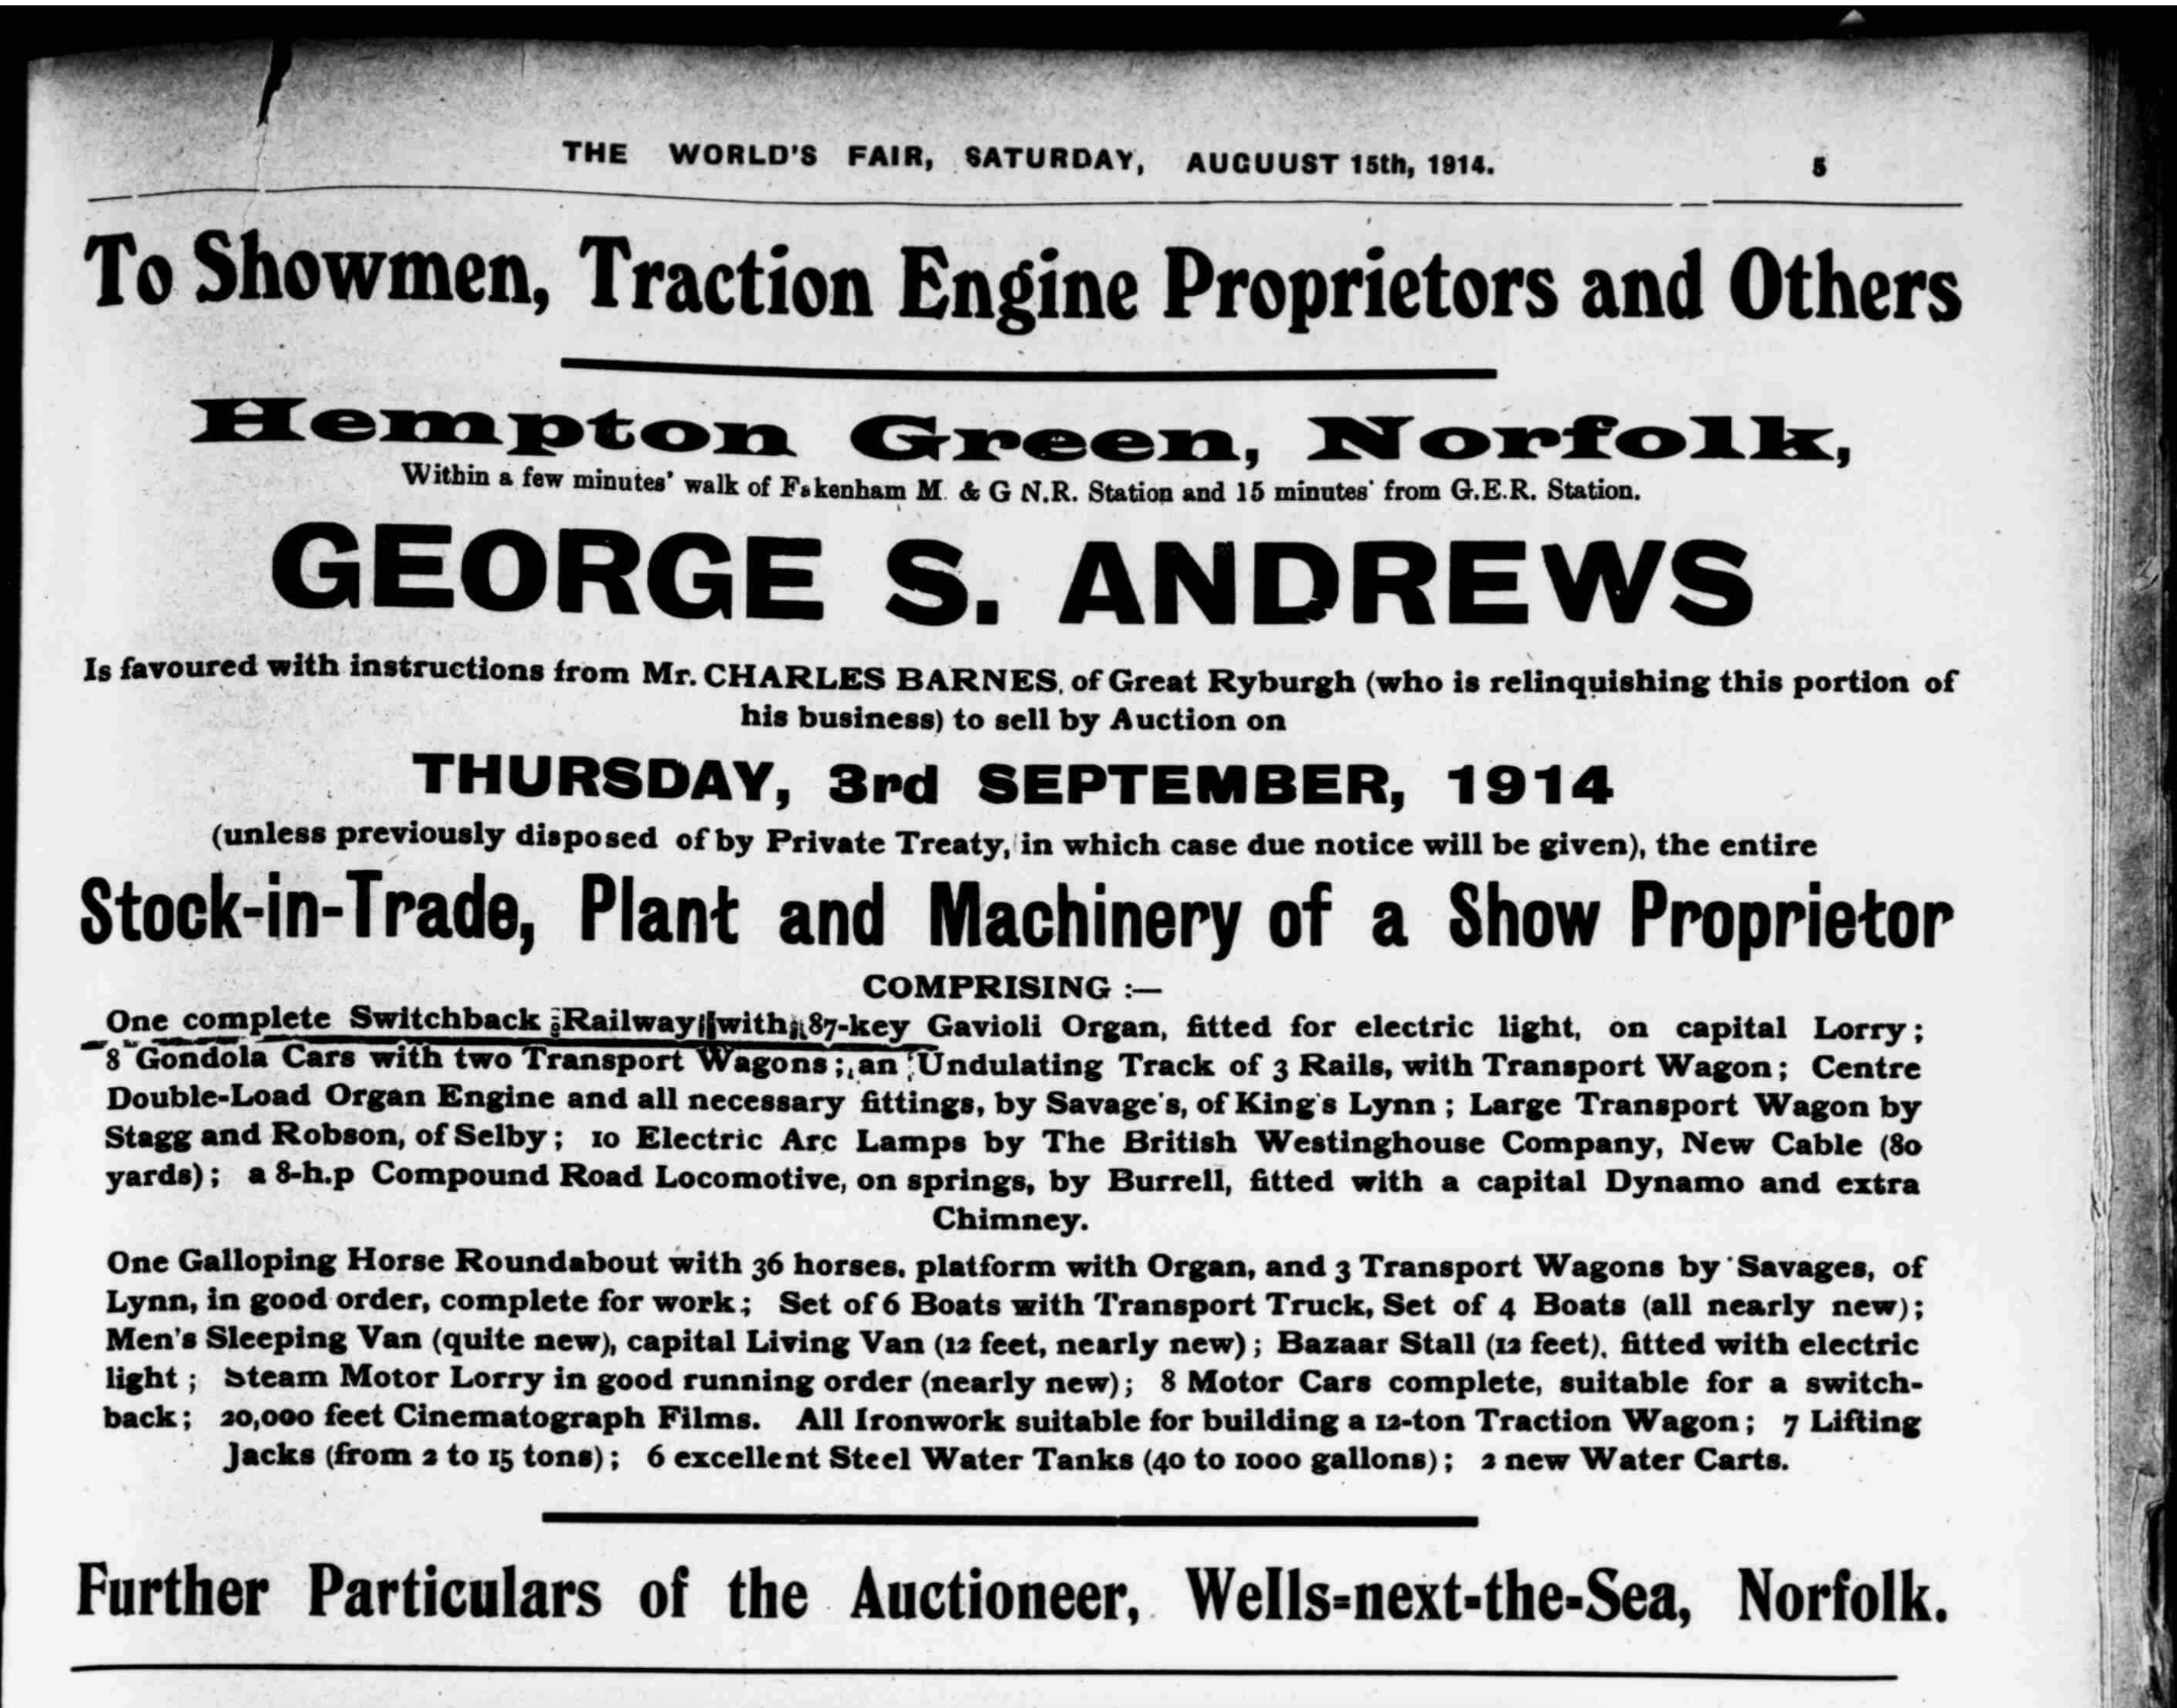 THE WORLD'S FAIR, SATURDAY, AUGUUST 15th, 1914. 5
To Showmen, Traction Engine Proprietors and Others
Hempton Green, Norfolk,
Within a few minutes' walk of Fakenham M. & G N.R. Station and 15 minutes' from G.E.R. Station.
GEORGE S. ANDREWS
Is favoured with instructions from Mr. CHARLES BARNES, of Great Ryburgh (who is relinquishing this portion of
his business) to sell by Auction on
THURSDAY, 3rd SEPTEMBER, 1914
(unless previously disposed of by Private Treaty, in which case due notice will be given), the entire
Stock-in-Trade, Plant and Machinery of a Show Proprietor
COMPRISING :—
One complete Switchback Railway with 87-key Gavioli Organ, fitted for electric light, on capital Lorry;
8 Gondola Cars with two Transport Wagons; an Undulating Track of 3 Rails, with Transport Wagon; Centre
Double-Load Organ Engine and all necessary fittings, by Savage's, of King's Lynn; Large Transport Wagon by
Stagg and Robson, of Selby; 10 Electric Arc Lamps by The British Westinghouse Company, New Cable (80
yards); a 8-h.p Compound Road Locomotive, on springs, by Burrell, fitted with a capital Dynamo and extra
Chimney.
One Galloping Horse Roundabout with 36 horses, platform with Organ, and 3 Transport Wagons by Savages, of
Lynn, in good order, complete for work; Set of 6 Boats with Transport Truck, Set of 4 Boats (all nearly new);
Men's Sleeping Van (quite new), capital Living Van (12 feet, nearly new); Bazaar Stall (12 feet), fitted with electric
light; Steam Motor Lorry in good running order (nearly new); 8 Motor Cars complete, suitable for a switch-
back; 20,000 feet Cinematograph Films. All Ironwork suitable for building a 12-ton Traction Wagon; 7 Lifting
Jacks (from 2 to 15 tons); 6 excellent Steel Water Tanks (40 to 1000 gallons); 2 new Water Carts.
Further Particulars of the Auctioneer, Wells-next-the-Sea, Norfolk.